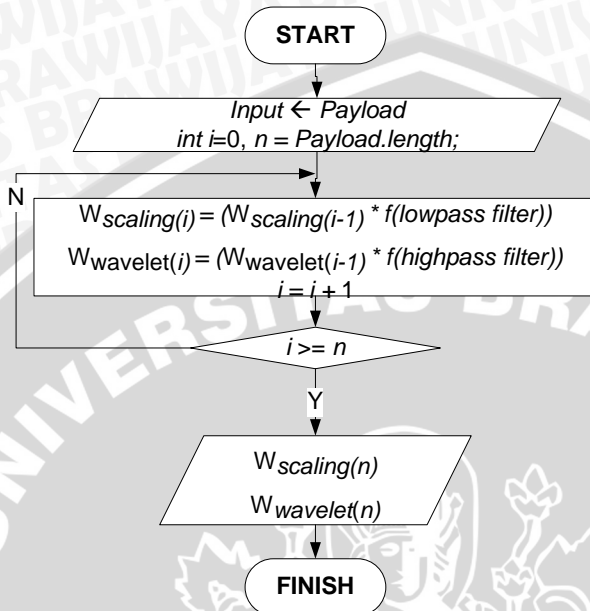 START
Input ← Payload
int i=0, n = Payload.length;
N
Wscaling(i) = (Wscaling(i-1) * f(lowpass filter))
Wwavelet(i) = (Wwavelet(i-1) * f(highpass filter))
i = i + 1
i >= n
Y
Wscaling(n)
Wwavelet(n)
FINISH